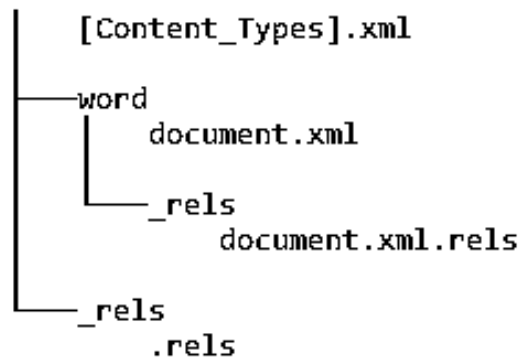 [Content_Types].xml
word
document.xml
_rels
document.xml.rels
_rels
.rels